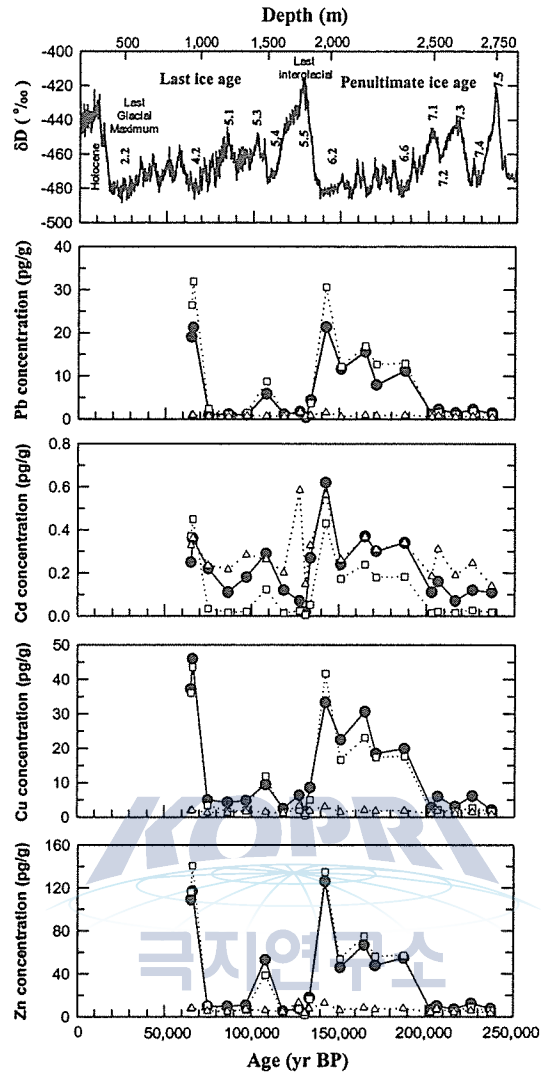 Depth (m)
500 1,000 1,500 2,000 2,500 2,750
-400
-420
-440
-460
-480
-500
δD (°/oo)
Last ice age
Last interglacial
Penultimate ice age
Last
Glacial
Maximum
Holocene
2.2
4.2
5.1
5.3
5.4
5.5
6.2
6.6
7.1
7.2
7.3
7.4
7.5
Pb concentration (pg/g)
40
30
20
10
0
Cd concentration (pg/g)
0.8
0.6
0.4
0.2
0.0
Cu concentration (pg/g)
50
40
30
20
10
0
KOPRI
Zn concentration (pg/g)
160
120
80
40
0
극지연구소
0 50,000 100,000 150,000 200,000 250,000
Age (yr BP)